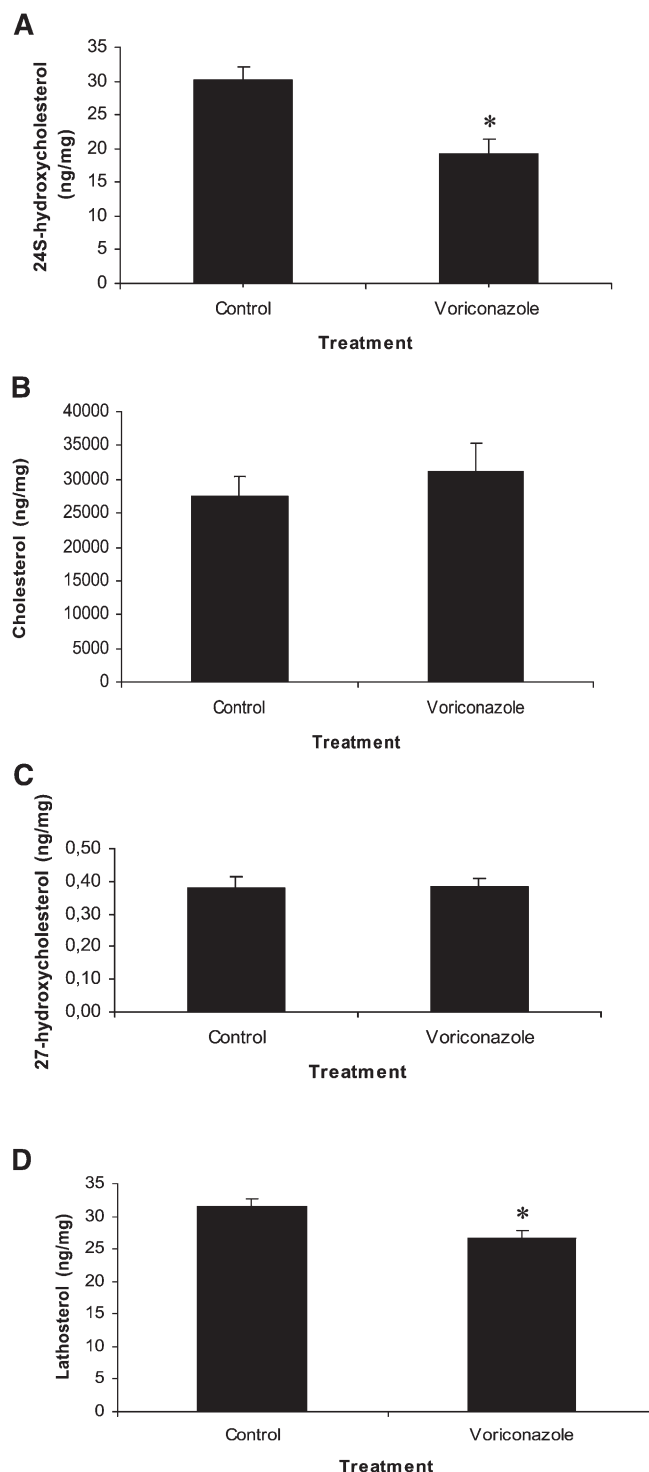 A
24S-hydroxycholesterol
(ng/mg)
35
30
25
20
15
10
5
0
*
Control Voriconazole
Treatment
B
Cholesterol (ng/mg)
40000
35000
30000
25000
20000
15000
10000
5000
0
Control Voriconazole
Treatment
C
27-hydroxycholesterol (ng/mg)
0,50
0,40
0,30
0,20
0,10
0,00
Control Voriconazole
Treatment
D
Lathosterol (ng/mg)
35
30
25
20
15
10
5
0
*
Control Voriconazole
Treatment